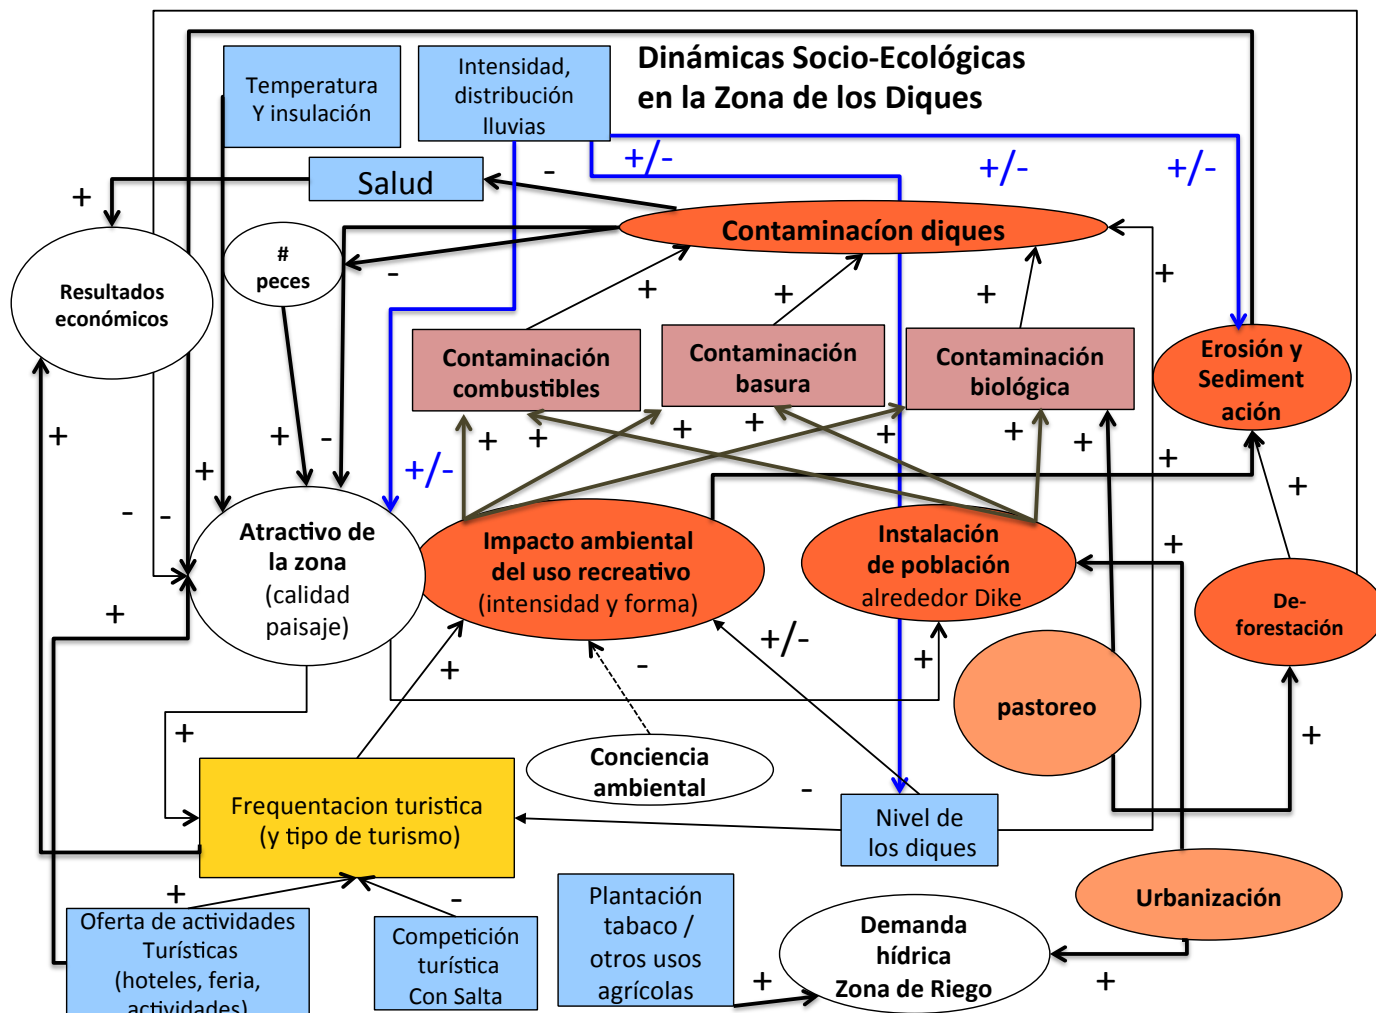 Dinámicas Socio-Ecológicas
en la Zona de los Diques
Temperatura
Y insulación
Intensidad,
distribución
lluvias
+/-
+/-
+/-
Salud
-
+
Contaminacíon diques
#
peces
-
+
Resultados
económicos
+
+
+
Contaminación
combustibles
Contaminación
basura
Contaminación
biológica
Erosión y
Sediment
ación
+
+
-
+
+
+
+
+
+
+
+
+/-
+
+
-
-
Atractivo de
la zona
(calidad
paisaje)
Impacto ambiental
del uso recreativo
(intensidad y forma)
Instalación
de población
alrededor Dike
+
De-
forestación
+
+/-
+
-
+
pastoreo
+
+
Conciencia
ambiental
-
Frequentacion turistica
(y tipo de turismo)
Nivel de
los diques
+
-
Oferta de actividades
Turísticas
(hoteles, feria,
actividades)
Competición
turística
Con Salta
Plantación
tabaco /
otros usos
agrícolas
+
Demanda
hídrica
Zona de Riego
+
Urbanización